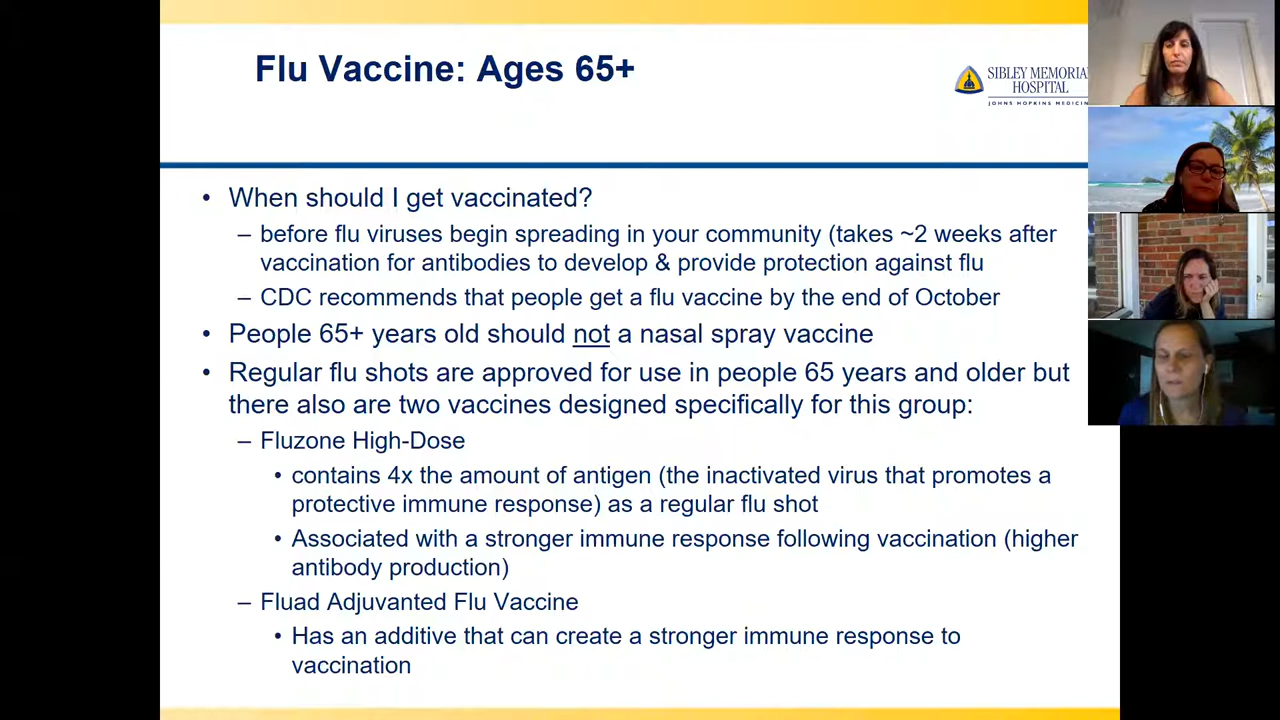 Flu Vaccine: Ages 65+
SIBLEY MEMORIAL
HOSPITAL
JOHNS HOPKINS MEDICINE
• When should I get vaccinated?
– before flu viruses begin spreading in your community (takes ~2 weeks after
vaccination for antibodies to develop & provide protection against flu
– CDC recommends that people get a flu vaccine by the end of October
• People 65+ years old should not a nasal spray vaccine
• Regular flu shots are approved for use in people 65 years and older but
there also are two vaccines designed specifically for this group:
– Fluzone High-Dose
• contains 4x the amount of antigen (the inactivated virus that promotes a
protective immune response) as a regular flu shot
• Associated with a stronger immune response following vaccination (higher
antibody production)
– Fluad Adjuvanted Flu Vaccine
• Has an additive that can create a stronger immune response to
vaccination